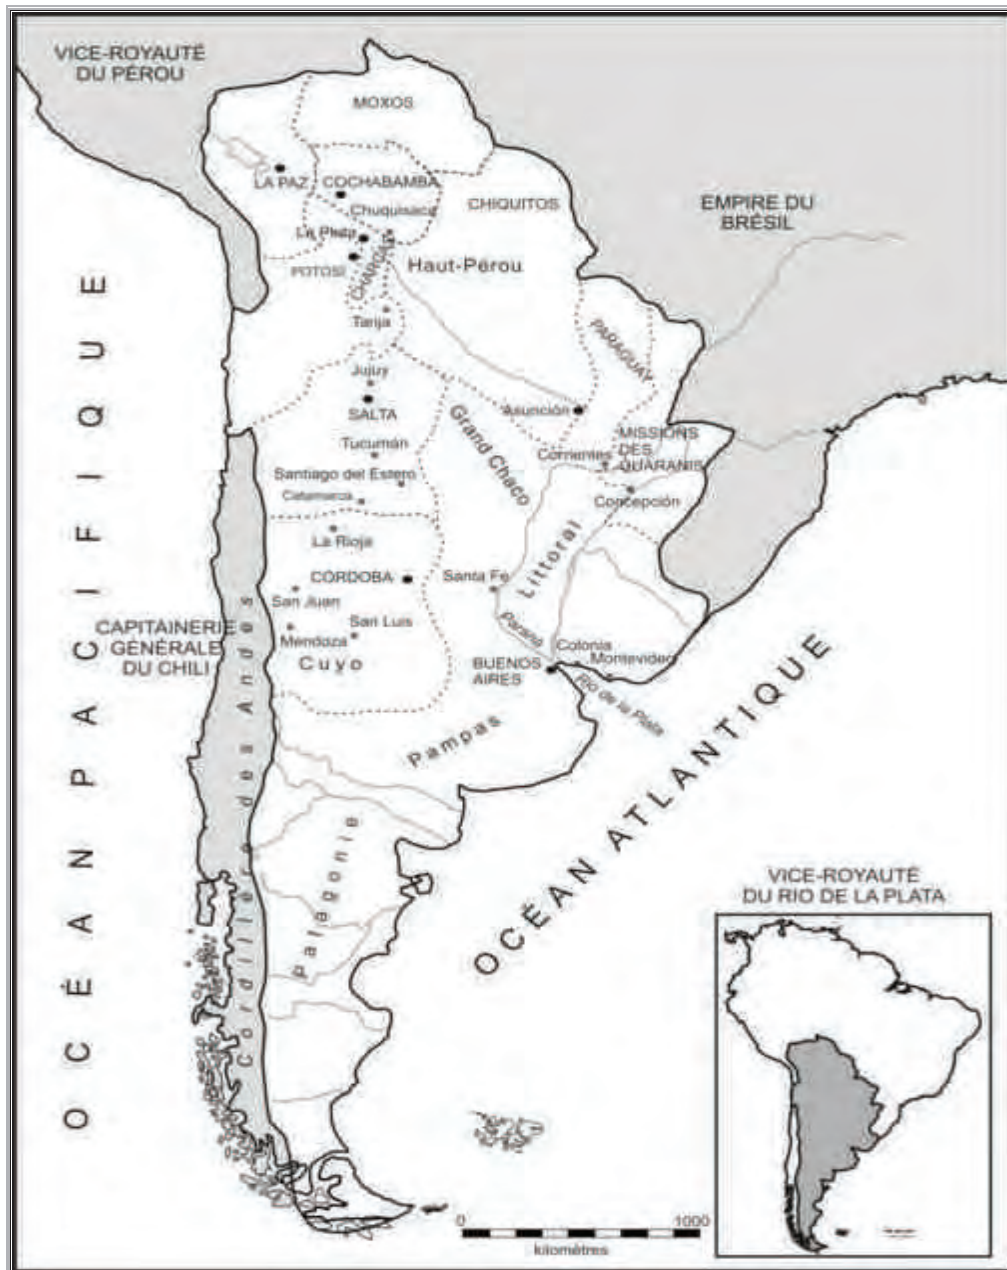 VICE-ROYAUTÉ
DU PÉROU
MOXOS
LA PAZ
COCHABAMBA
CHIQUITOS
Chuquisaca
La Plata
POTOSÍ
CHARCAS
Haut-Pérou
EMPIRE DU
BRÉSIL
Tarija
PARAGUAY
Jujuy
SALTA
Asunción
Grand Chaco
Tucumán
Corrientes
MISSIONS
DES
GUARANIS
Santiago del Estero
Catamarca
Concepción
La Rioja
Littoral
CÓRDOBA
Santa Fé
San Juan
San Luis
Mendoza
Cuyo
CAPITAINERIE
GÉNÉRALE
DU CHILI
Paraná
Colonia
Montevideo
BUENOS
AIRES
Rio de la Plata
Pampas
Patagonie
Cordillère des Andes
OCÉAN PACIFIQUE
OCÉAN ATLANTIQUE
VICE-ROYAUTÉ
DU RIO DE LA PLATA
0 1000
kilomètres